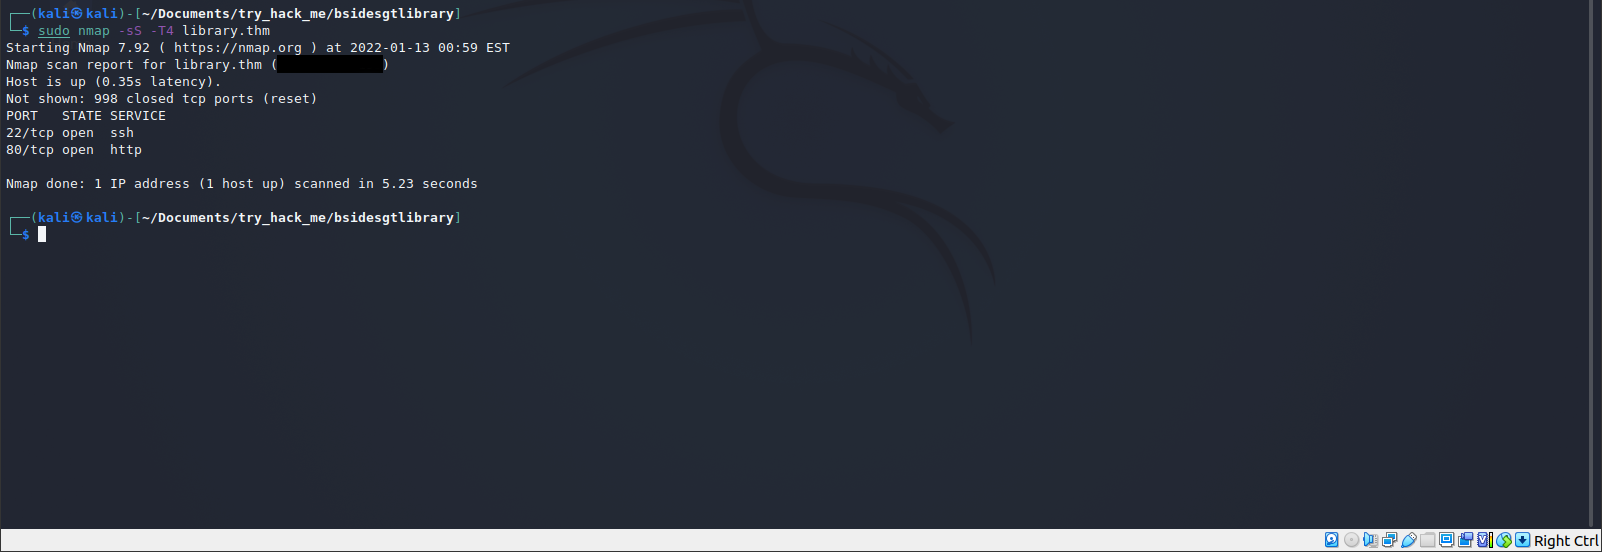 ┌──(kali㉿kali)-[~/Documents/try_hack_me/bsidesgtlibrary]
└─$ sudo nmap -sS -T4 library.thm
Starting Nmap 7.92 ( https://nmap.org ) at 2022-01-13 00:59 EST
Nmap scan report for library.thm ( )
Host is up (0.35s latency).
Not shown: 998 closed tcp ports (reset)
PORT   STATE SERVICE
22/tcp open  ssh
80/tcp open  http
Nmap done: 1 IP address (1 host up) scanned in 5.23 seconds
┌──(kali㉿kali)-[~/Documents/try_hack_me/bsidesgtlibrary]
└─$
Right Ctrl